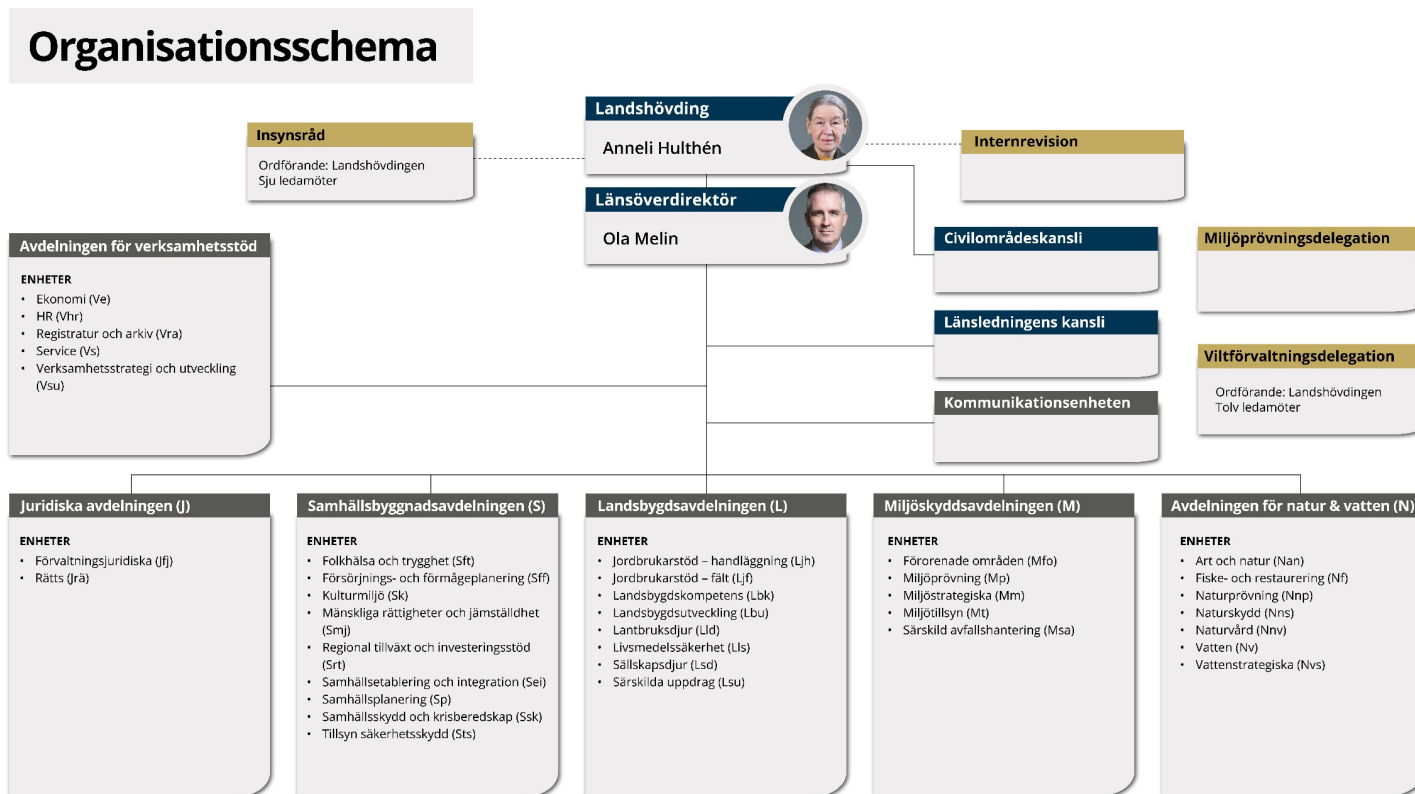 Organisationsschema
Landshövding
Anneli Hulthén
Insynsråd
Ordförande: Landshövdingen
Sju ledamöter
Internrevision
Länsöverdirektör
Ola Melin
Avdelningen för verksamhetsstöd
ENHETER
• Ekonomi (Ve)
• HR (Vhr)
• Registratur och arkiv (Vra)
• Service (Vs)
• Verksamhetsstrategi och utveckling
(Vsu)
Civilområdeskansli
Miljöprövningsdelegation
Länsledningens kansli
Viltförvaltningsdelegation
Ordförande: Landshövdingen
Tolv ledamöter
Kommunikationsenheten
Juridiska avdelningen (J)
ENHETER
• Förvaltningsjuridiska (Jfj)
• Rätts (Jrä)
Samhällsbyggnadsavdelningen (S)
ENHETER
• Folkhälsa och trygghet (Sft)
• Försörjnings- och förmågeplanering (Sff)
• Kulturmiljö (Sk)
• Mänskliga rättigheter och jämställdhet
(Smj)
• Regional tillväxt och investeringsstöd
(Srt)
• Samhällsetablering och integration (Sei)
• Samhällsplanering (Sp)
• Samhällsskydd och krisberedskap (Ssk)
• Tillsyn säkerhetsskydd (Sts)
Landsbygdsavdelningen (L)
ENHETER
• Jordbrukarstöd – handläggning (Ljh)
• Jordbrukarstöd – fält (Ljf)
• Landsbygdskompetens (Lbk)
• Landsbygdsutveckling (Lbu)
• Lantbruksdjur (Lld)
• Livsmedelssäkerhet (Lls)
• Sällskapsdjur (Lsd)
• Särskilda uppdrag (Lsu)
Miljöskyddsavdelningen (M)
ENHETER
• Förorenade områden (Mfo)
• Miljöprövning (Mp)
• Miljöstrategiska (Mm)
• Miljötillsyn (Mt)
• Särskild avfallshantering (Msa)
Avdelningen för natur & vatten (N)
ENHETER
• Art och natur (Nan)
• Fiske- och restaurering (Nf)
• Naturprövning (Nnp)
• Naturskydd (Nns)
• Naturvård (Nnv)
• Vatten (Nv)
• Vattenstrategiska (Nvs)